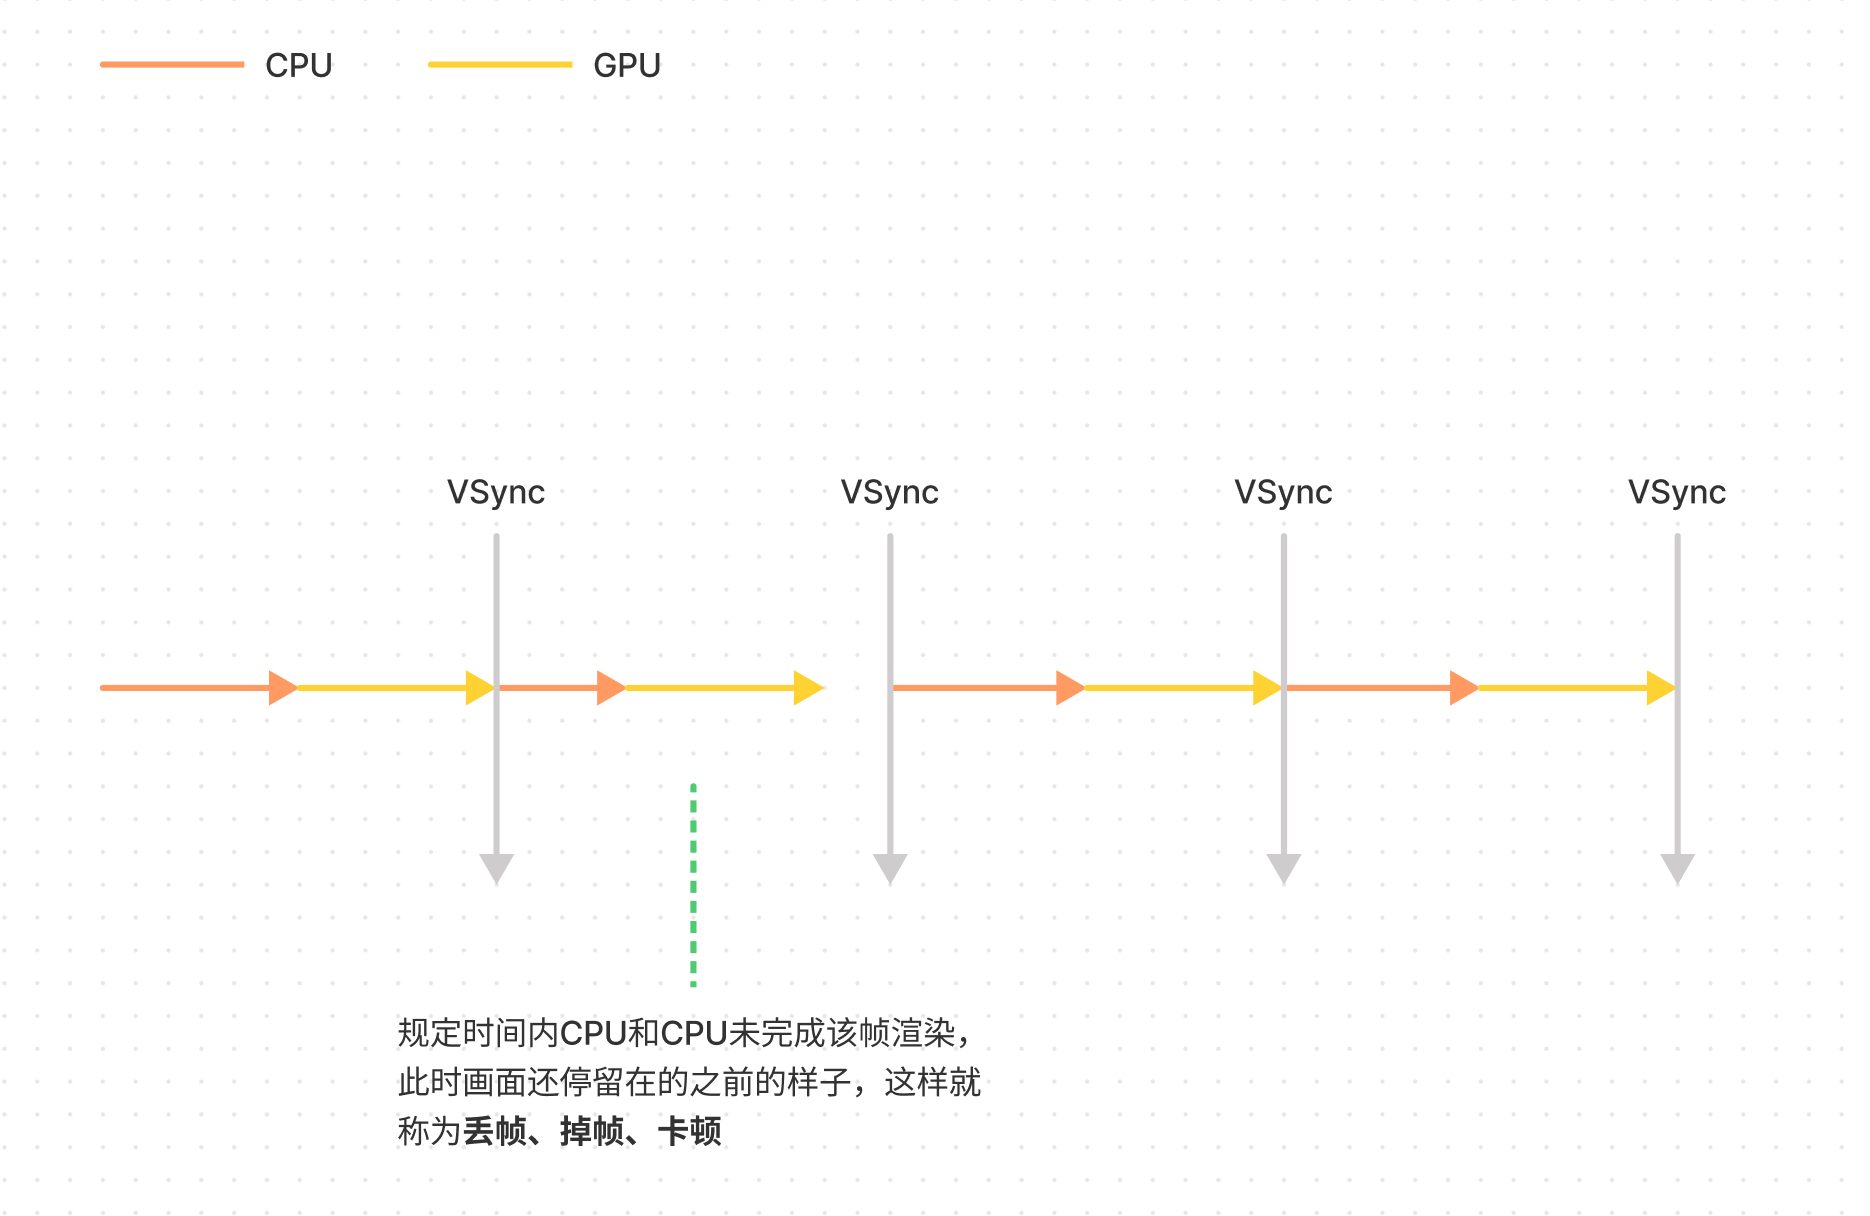 CPU GPU
VSync VSync VSync VSync
规定时间内CPU和CPU未完成该帧渲染，
此时画面还停留在的之前的样子，这样就
称为丢帧、掉帧、卡顿